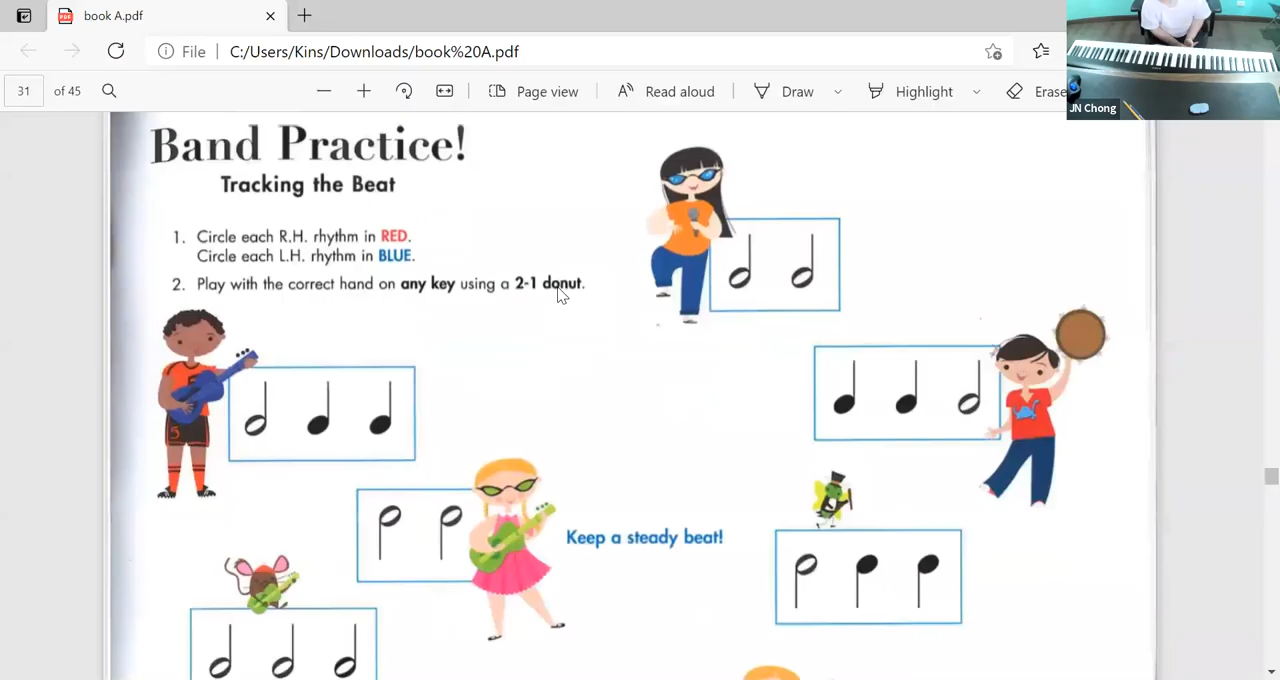 book A.pdf
File
C:/Users/Kins/Downloads/book%20A.pdf
31
of 45
Page view
Read aloud
Draw
Highlight
Erase
JN Chong
Band Practice!
Tracking the Beat
1. Circle each R.H. rhythm in RED.
Circle each L.H. rhythm in BLUE.
2. Play with the correct hand on any key using a 2-1 donut.
5
Keep a steady beat!